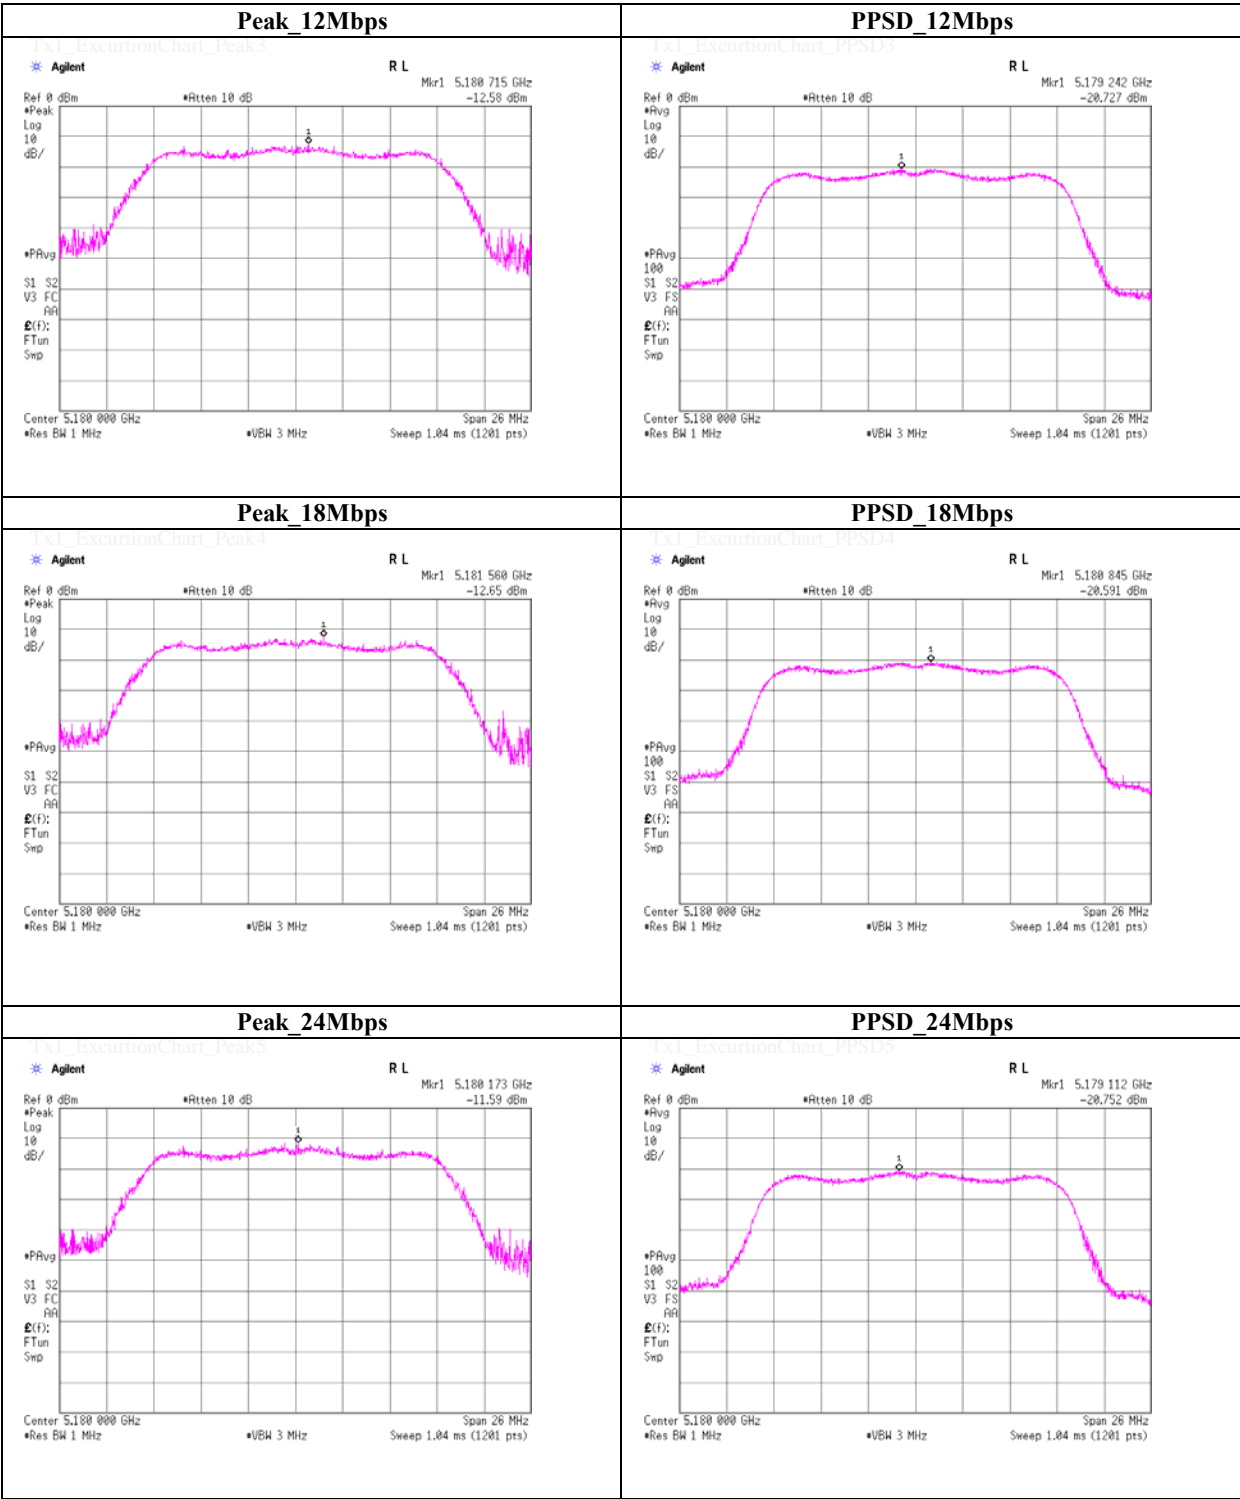 Peak_12Mbps
PPSD_12Mbps
Tx1_ExcurtionChart_Peak3
Agilent
R L
Mkr1 5.180 715 GHz
Ref 0 dBm
#Atten 10 dB
-12.58 dBm
#Peak
Log
10
dB/
1
#PAvg
S1 S2
V3 FC
AA
£(f):
FTun
Swp
Center 5.180 000 GHz
Span 26 MHz
#Res BW 1 MHz
#VBW 3 MHz
Sweep 1.04 ms (1201 pts)
Tx1_ExcurtionChart_PPSD3
Agilent
R L
Mkr1 5.179 242 GHz
Ref 0 dBm
#Atten 10 dB
-20.727 dBm
#Avg
Log
10
dB/
1
#PAvg
100
S1 S2
V3 FS
AA
£(f):
FTun
Swp
Center 5.180 000 GHz
Span 26 MHz
#Res BW 1 MHz
#VBW 3 MHz
Sweep 1.04 ms (1201 pts)
Peak_18Mbps
PPSD_18Mbps
Tx1_ExcurtionChart_Peak4
Agilent
R L
Mkr1 5.181 560 GHz
Ref 0 dBm
#Atten 10 dB
-12.65 dBm
#Peak
Log
10
dB/
1
#PAvg
S1 S2
V3 FC
AA
£(f):
FTun
Swp
Center 5.180 000 GHz
Span 26 MHz
#Res BW 1 MHz
#VBW 3 MHz
Sweep 1.04 ms (1201 pts)
Tx1_ExcurtionChart_PPSD4
Agilent
R L
Mkr1 5.180 845 GHz
Ref 0 dBm
#Atten 10 dB
-20.591 dBm
#Avg
Log
10
dB/
1
#PAvg
100
S1 S2
V3 FS
AA
£(f):
FTun
Swp
Center 5.180 000 GHz
Span 26 MHz
#Res BW 1 MHz
#VBW 3 MHz
Sweep 1.04 ms (1201 pts)
Peak_24Mbps
PPSD_24Mbps
Tx1_ExcurtionChart_Peak5
Agilent
R L
Mkr1 5.180 173 GHz
Ref 0 dBm
#Atten 10 dB
-11.59 dBm
#Peak
Log
10
dB/
1
#PAvg
S1 S2
V3 FC
AA
£(f):
FTun
Swp
Center 5.180 000 GHz
Span 26 MHz
#Res BW 1 MHz
#VBW 3 MHz
Sweep 1.04 ms (1201 pts)
Tx1_ExcurtionChart_PPSD5
Agilent
R L
Mkr1 5.179 112 GHz
Ref 0 dBm
#Atten 10 dB
-20.752 dBm
#Avg
Log
10
dB/
1
#PAvg
100
S1 S2
V3 FS
AA
£(f):
FTun
Swp
Center 5.180 000 GHz
Span 26 MHz
#Res BW 1 MHz
#VBW 3 MHz
Sweep 1.04 ms (1201 pts)